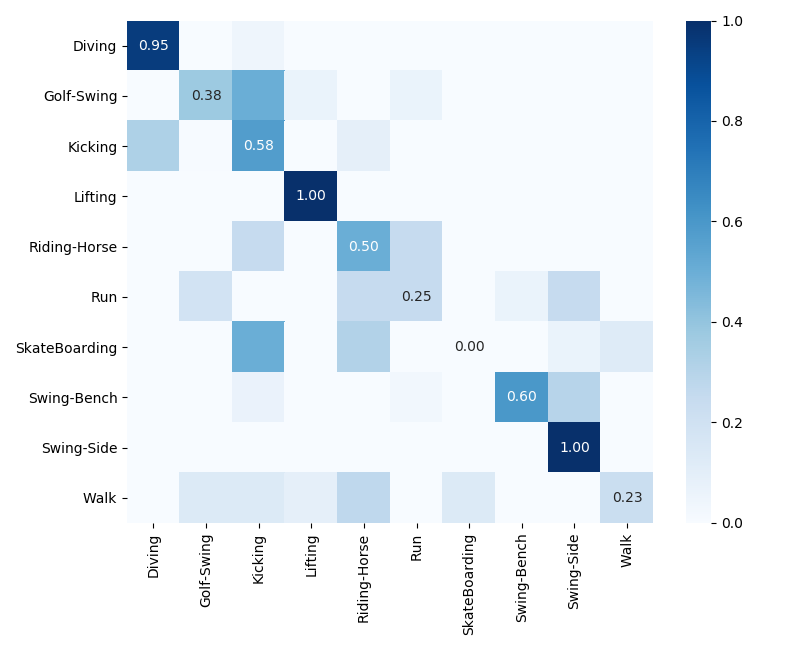 Diving 0.95
Golf-Swing 0.38
Kicking 0.58
Lifting 1.00
Riding-Horse 0.50
Run 0.25
SkateBoarding 0.00
Swing-Bench 0.60
Swing-Side 1.00
Walk 0.23
Diving
Golf-Swing
Kicking
Lifting
Riding-Horse
Run
SkateBoarding
Swing-Bench
Swing-Side
Walk
1.0
0.8
0.6
0.4
0.2
0.0